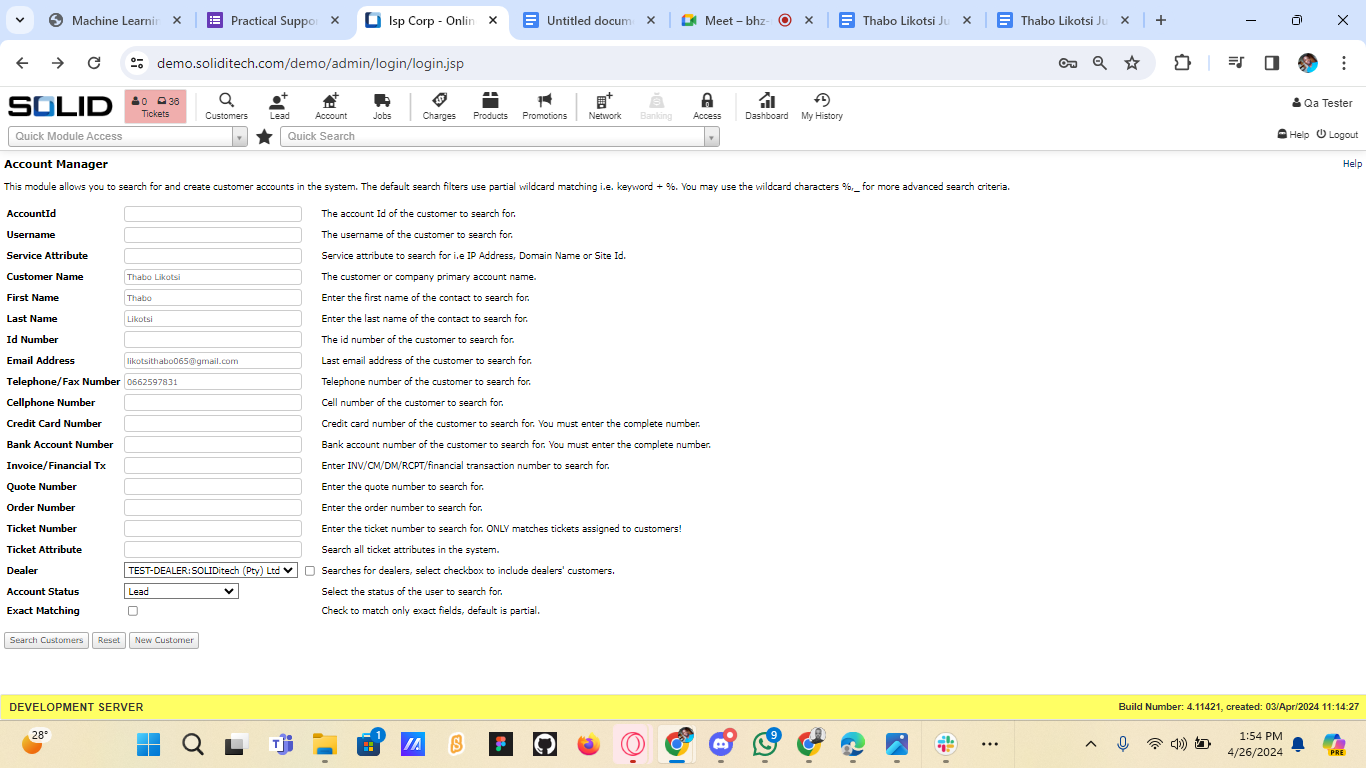 Machine Learnin
Practical Suppo
Isp Corp - Onlin
Untitled docum
Meet – bhz-
Thabo Likotsi Ju
Thabo Likotsi Ju
demo.soliditech.com/demo/admin/login/login.jsp
SOLID
0 36
Tickets
Customers
Lead
Account
Jobs
Charges
Products
Promotions
Network
Banking
Access
Dashboard
My History
Qa Tester
Quick Module Access
Quick Search
Help Logout
Account Manager
Help
This module allows you to search for and create customer accounts in the system. The default search filters use partial wildcard matching i.e. keyword + %. You may use the wildcard characters %,_ for more advanced search criteria.
AccountId The account Id of the customer to search for.
Username The username of the customer to search for.
Service Attribute Service attribute to search for i.e IP Address, Domain Name or Site Id.
Customer Name Thabo Likotsi The customer or company primary account name.
First Name Thabo Enter the first name of the contact to search for.
Last Name Likotsi Enter the last name of the contact to search for.
Id Number The id number of the customer to search for.
Email Address likotsithabo065@gmail.com Last email address of the customer to search for.
Telephone/Fax Number 0662597831 Telephone number of the customer to search for.
Cellphone Number Cell number of the customer to search for.
Credit Card Number Credit card number of the customer to search for. You must enter the complete number.
Bank Account Number Bank account number of the customer to search for. You must enter the complete number.
Invoice/Financial Tx Enter INV/CM/DM/RCPT/financial transaction number to search for.
Quote Number Enter the quote number to search for.
Order Number Enter the order number to search for.
Ticket Number Enter the ticket number to search for. ONLY matches tickets assigned to customers!
Ticket Attribute Search all ticket attributes in the system.
Dealer TEST-DEALER:SOLIDitech (Pty) Ltd Searches for dealers, select checkbox to include dealers' customers.
Account Status Lead Select the status of the user to search for.
Exact Matching Check to match only exact fields, default is partial.
Search Customers Reset New Customer
DEVELOPMENT SERVER
Build Number: 4.11421, created: 03/Apr/2024 11:14:27
28°
1
9
1:54 PM
4/26/2024
PRE